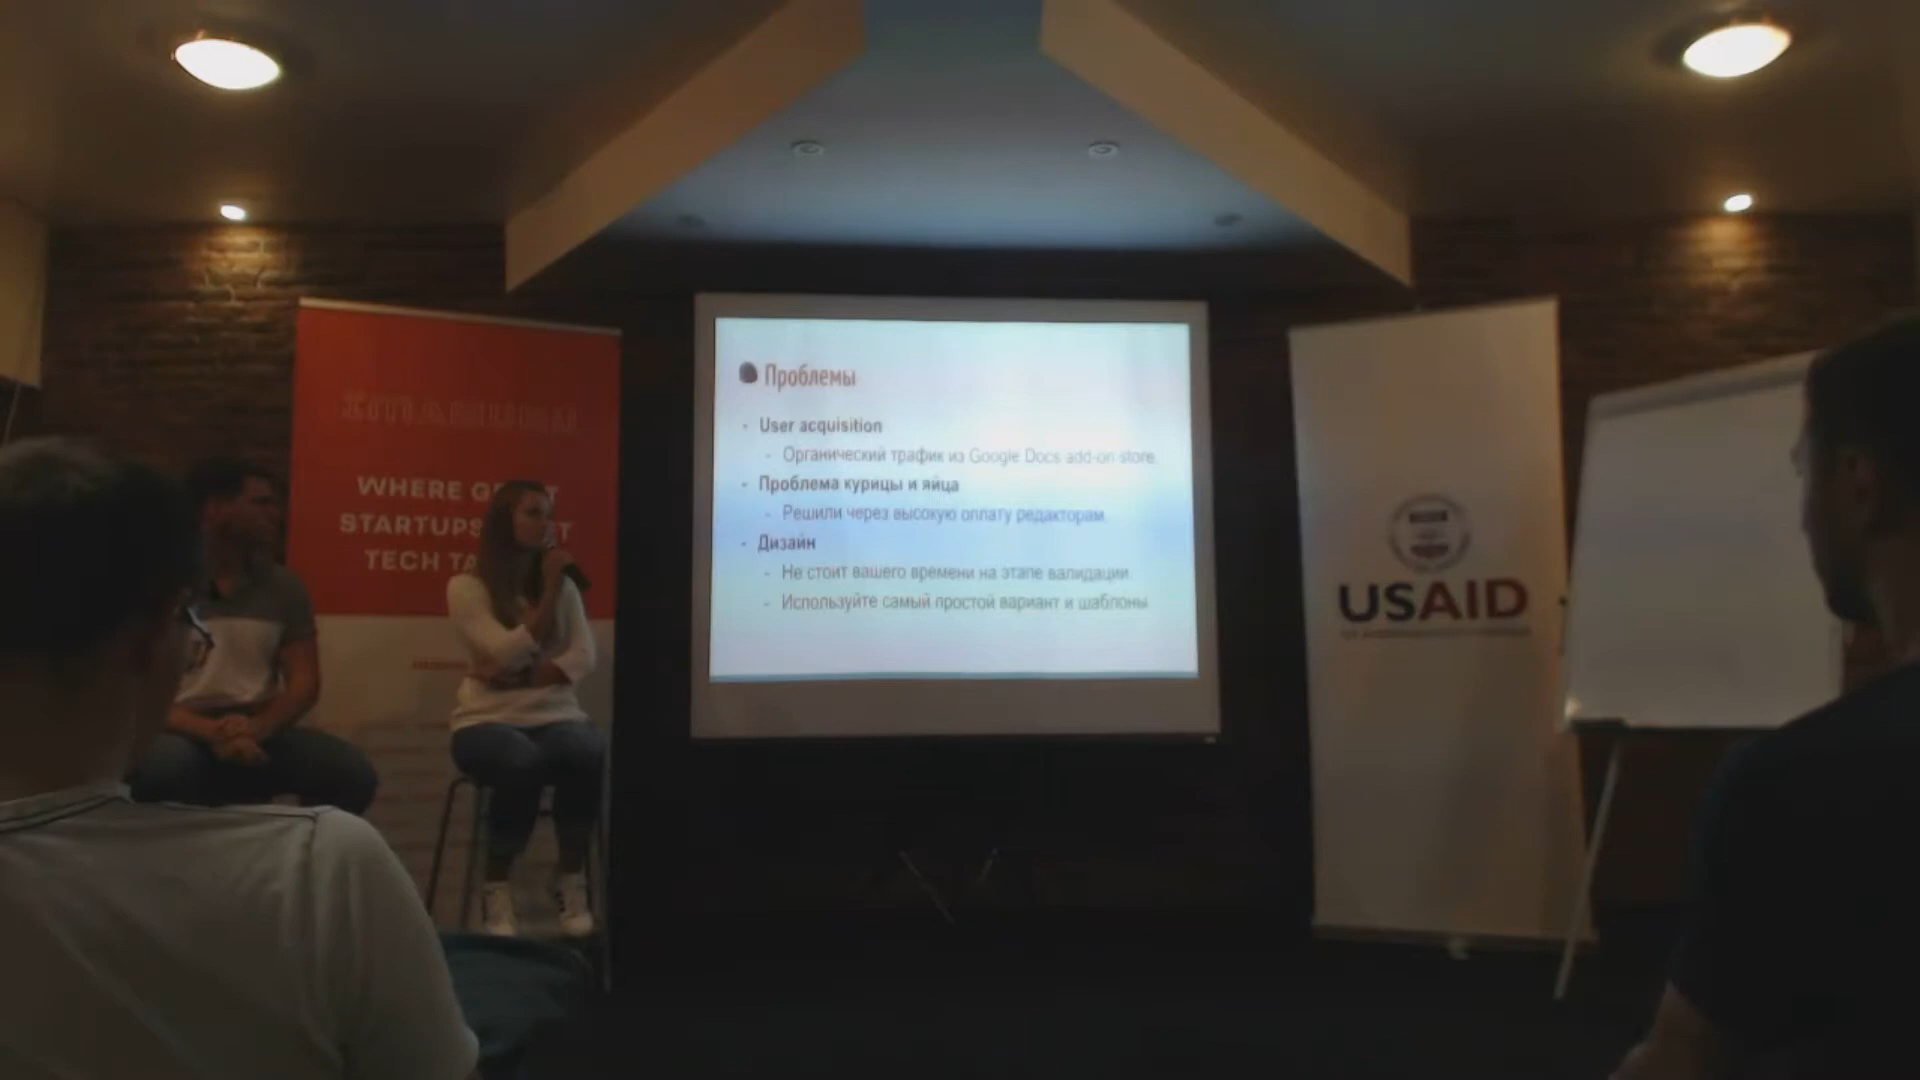 WHERE
STARTUPS
TECH
Проблемы
- User acquisition
- Органический трафик из Google Docs add-on store
- Проблема курицы и яйца
- Решили через высокую оплату редакторам
- Дизайн
- Не стоит вашего времени на этапе валидации
- Используйте самый простой вариант и шаблоны
USAID